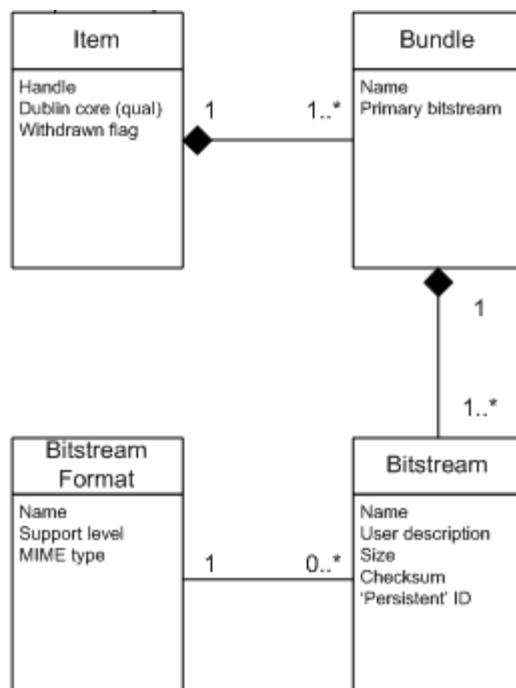 Item
Handle
Dublin core (qual)
Withdrawn flag
1
1..*
Bundle
Name
Primary bitstream
1
1..*
Bitstream
Format
Name
Support level
MIME type
1
0..*
Bitstream
Name
User description
Size
Checksum
'Persistent' ID